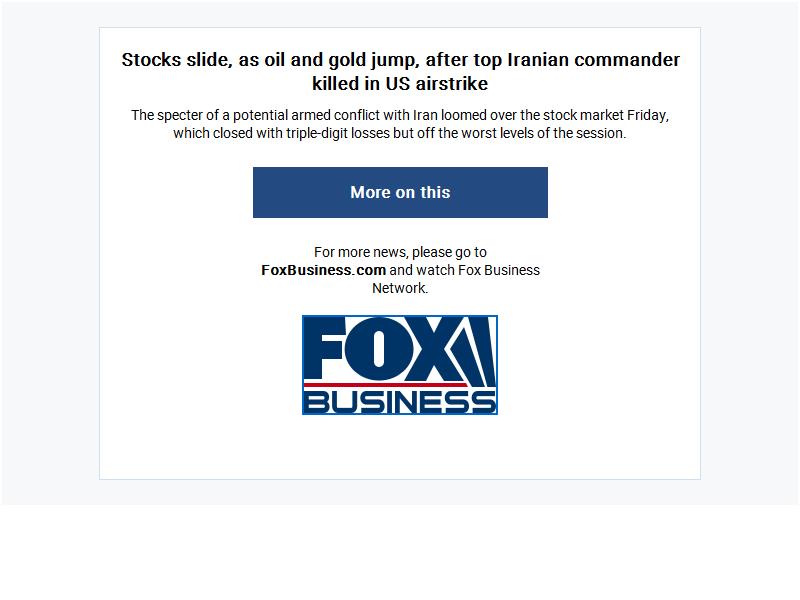 Stocks slide, as oil and gold jump, after top Iranian commander
killed in US airstrike
The specter of a potential armed conflict with Iran loomed over the stock market Friday,
which closed with triple-digit losses but off the worst levels of the session.
More on this
For more news, please go to
FoxBusiness.com and watch Fox Business
Network.
FOX
BUSINESS